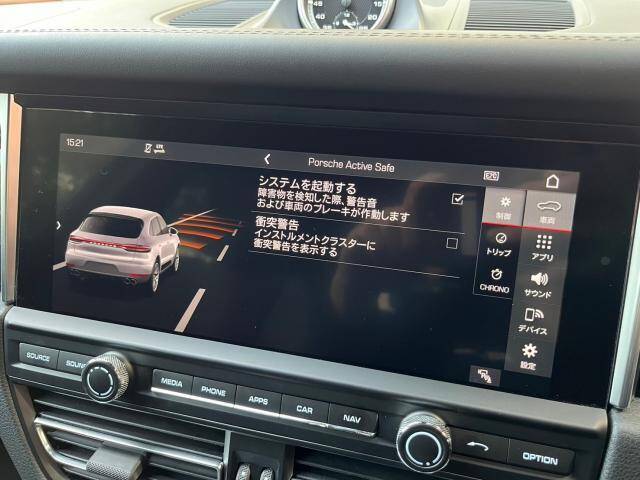 15:21
LTE
Porsche Active Safe
システムを起動する
障害物を検知した際、警告音
および車両のブレーキが作動します
衝突警告
インストルメントクラスターに
衝突警告を表示する
制御
トリップ
CHRONO
車両
アプリ
サウンド
デバイス
設定
SOURCE
SOUND
MEDIA
PHONE
APPS
CAR
NAV
OPTION